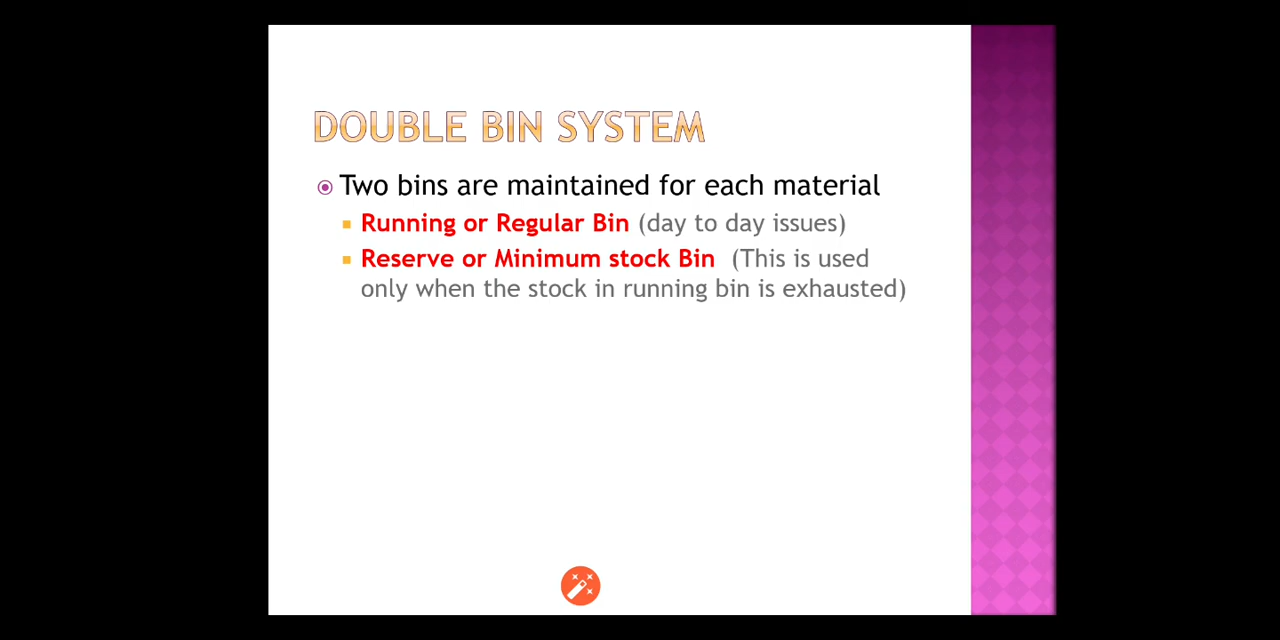 DOUBLE BIN SYSTEM
Two bins are maintained for each material
Running or Regular Bin (day to day issues)
Reserve or Minimum stock Bin (This is used
only when the stock in running bin is exhausted)